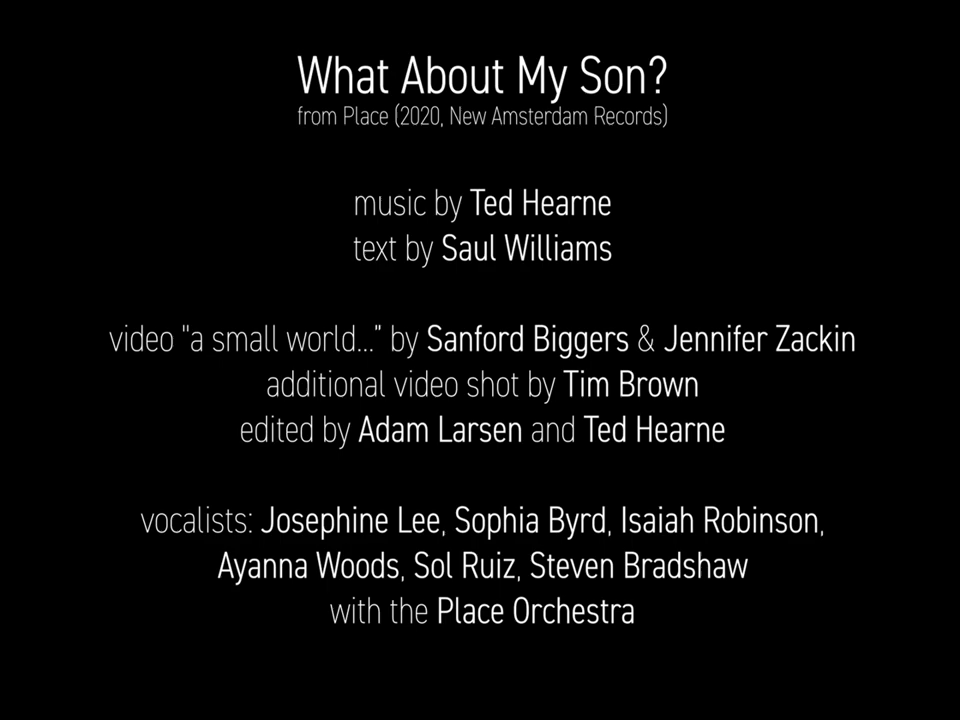 What About My Son?
from Place (2020, New Amsterdam Records)
music by Ted Hearne
text by Saul Williams
video "a small world..." by Sanford Biggers & Jennifer Zackin
additional video shot by Tim Brown
edited by Adam Larsen and Ted Hearne
vocalists: Josephine Lee, Sophia Byrd, Isaiah Robinson,
Ayanna Woods, Sol Ruiz, Steven Bradshaw
with the Place Orchestra